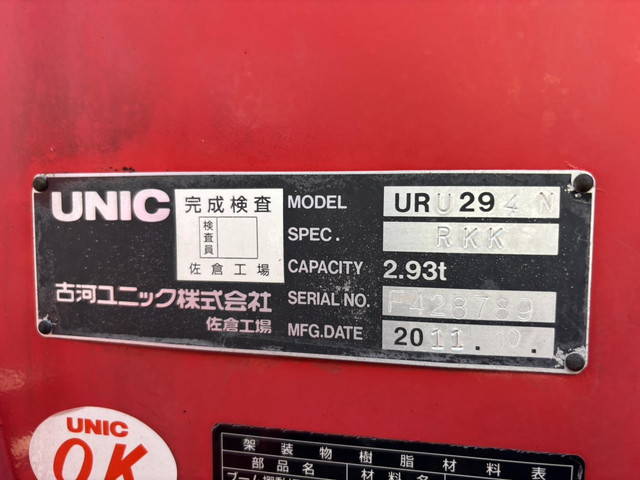 UNIC
完成検査
検査員
佐倉工場
古河ユニック株式会社
佐倉工場
MODEL URU294N
SPEC. RKK
CAPACITY 2.93t
SERIAL NO. F428789
MFG.DATE 2011.10.
UNIC
OK
架装物樹脂材料表
部品名 材料名